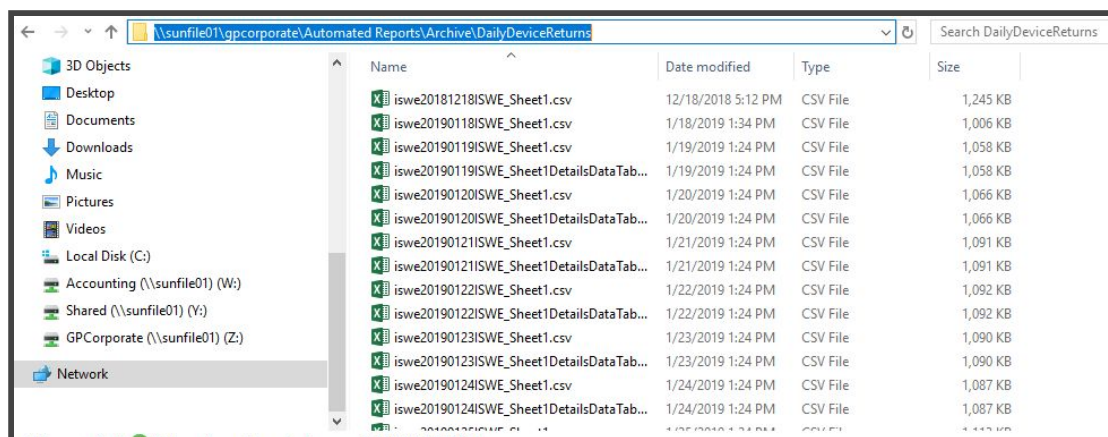 \\sunfile01\gpcorporate\Automated Reports\Archive\DailyDeviceReturns
Search DailyDeviceReturns
3D Objects
Desktop
Documents
Downloads
Music
Pictures
Videos
Local Disk (C:)
Accounting (\\sunfile01) (W:)
Shared (\\sunfile01) (Y:)
GPCorporate (\\sunfile01) (Z:)
Network
Name Date modified Type Size
iswe20181218ISWE_Sheet1.csv 12/18/2018 5:12 PM CSV File 1,245 KB
iswe20190118ISWE_Sheet1.csv 1/18/2019 1:34 PM CSV File 1,006 KB
iswe20190119ISWE_Sheet1.csv 1/19/2019 1:24 PM CSV File 1,058 KB
iswe20190119ISWE_Sheet1DetailsDataTab... 1/19/2019 1:24 PM CSV File 1,058 KB
iswe20190120ISWE_Sheet1.csv 1/20/2019 1:24 PM CSV File 1,066 KB
iswe20190120ISWE_Sheet1DetailsDataTab... 1/20/2019 1:24 PM CSV File 1,066 KB
iswe20190121ISWE_Sheet1.csv 1/21/2019 1:24 PM CSV File 1,091 KB
iswe20190121ISWE_Sheet1DetailsDataTab... 1/21/2019 1:24 PM CSV File 1,091 KB
iswe20190122ISWE_Sheet1.csv 1/22/2019 1:24 PM CSV File 1,092 KB
iswe20190122ISWE_Sheet1DetailsDataTab... 1/22/2019 1:24 PM CSV File 1,092 KB
iswe20190123ISWE_Sheet1.csv 1/23/2019 1:24 PM CSV File 1,090 KB
iswe20190123ISWE_Sheet1DetailsDataTab... 1/23/2019 1:24 PM CSV File 1,090 KB
iswe20190124ISWE_Sheet1.csv 1/24/2019 1:24 PM CSV File 1,087 KB
iswe20190124ISWE_Sheet1DetailsDataTab... 1/24/2019 1:24 PM CSV File 1,087 KB